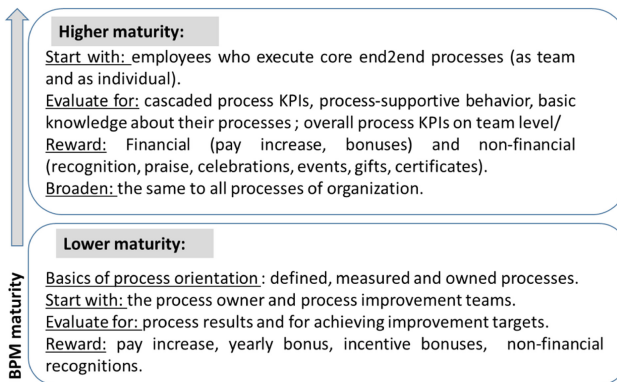 Higher maturity:
Start with: employees who execute core end2end processes (as team
and as individual).
Evaluate for: cascaded process KPIs, process-supportive behavior, basic
knowledge about their processes ; overall process KPIs on team level/
Reward: Financial (pay increase, bonuses) and non-financial
(recognition, praise, celebrations, events, gifts, certificates).
Broaden: the same to all processes of organization.
Lower maturity:
Basics of process orientation : defined, measured and owned processes.
Start with: the process owner and process improvement teams.
Evaluate for: process results and for achieving improvement targets.
Reward: pay increase, yearly bonus, incentive bonuses, non-financial
recognitions.
BPM maturity